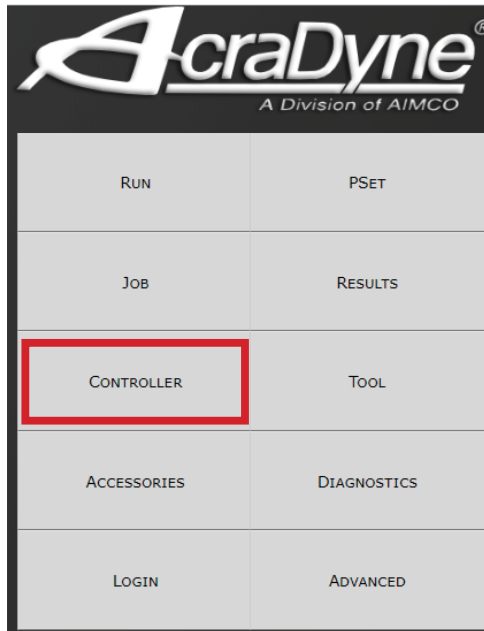 AcraDyne®
A Division of AIMCO
RUN PSET
JOB RESULTS
CONTROLLER TOOL
ACCESSORIES DIAGNOSTICS
LOGIN ADVANCED